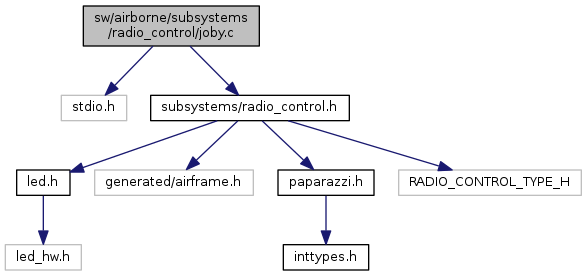 sw/airborne/subsystems
/radio_control/joby.c
stdio.h
subsystems/radio_control.h
led.h
generated/airframe.h
paparazzi.h
RADIO_CONTROL_TYPE_H
led_hw.h
inttypes.h